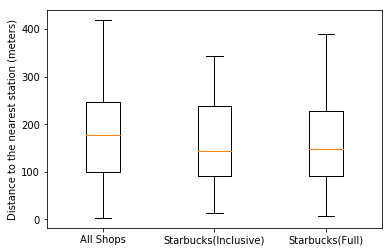 Distance to the nearest station (meters)
400
300
200
100
0
All Shops
Starbucks(Inclusive)
Starbucks(Full)